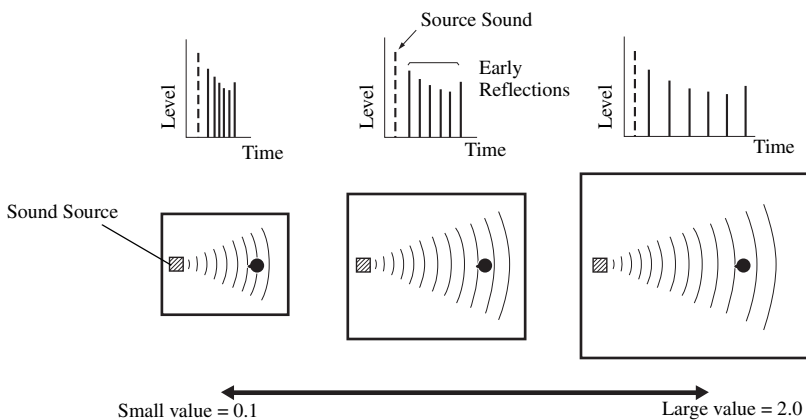 Source Sound
Early
Reflections
Level
Time
Level
Time
Level
Time
Sound Source
Small value = 0.1
Large value = 2.0